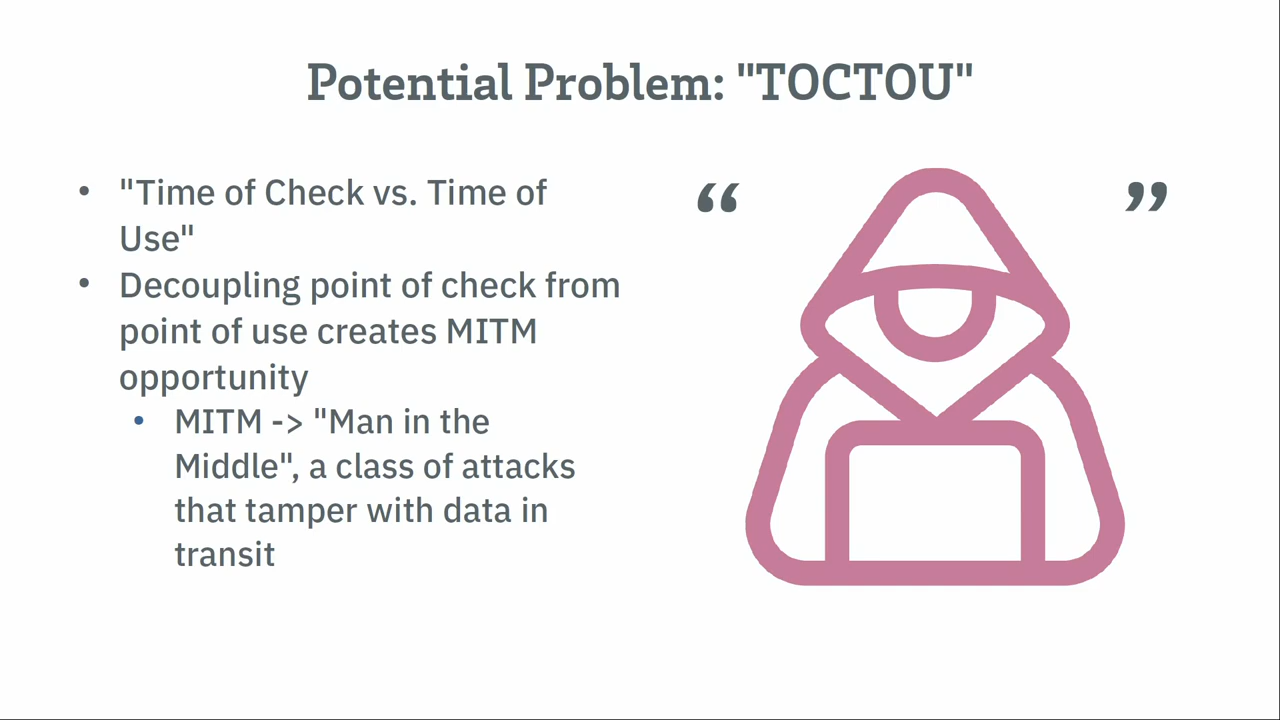 Potential Problem: "TOCTOU"
• "Time of Check vs. Time of
Use"
• Decoupling point of check from
point of use creates MITM
opportunity
• MITM -> "Man in the
Middle", a class of attacks
that tamper with data in
transit
“ ”